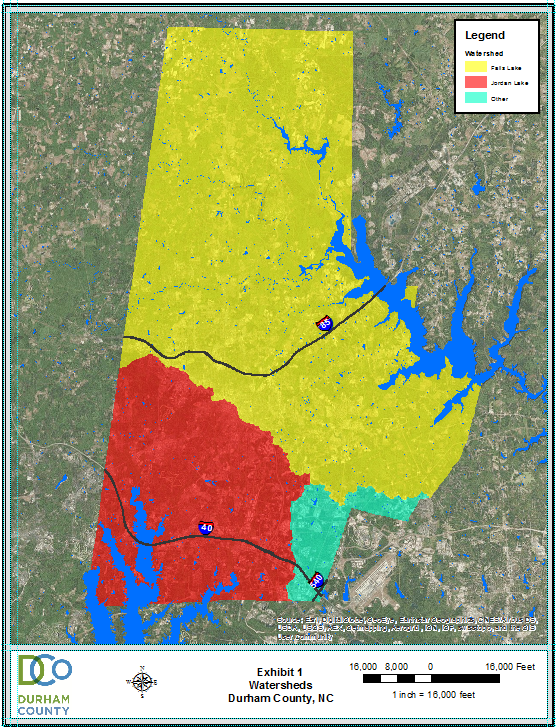 Legend
Watershed
Falls Lake
Jordan Lake
Other
85
40
DCo
DURHAM
COUNTY
N
W
E
S
Exhibit 1
Watersheds
Durham County, NC
16,000 8,000 0 16,000 Feet
1 inch = 16,000 feet